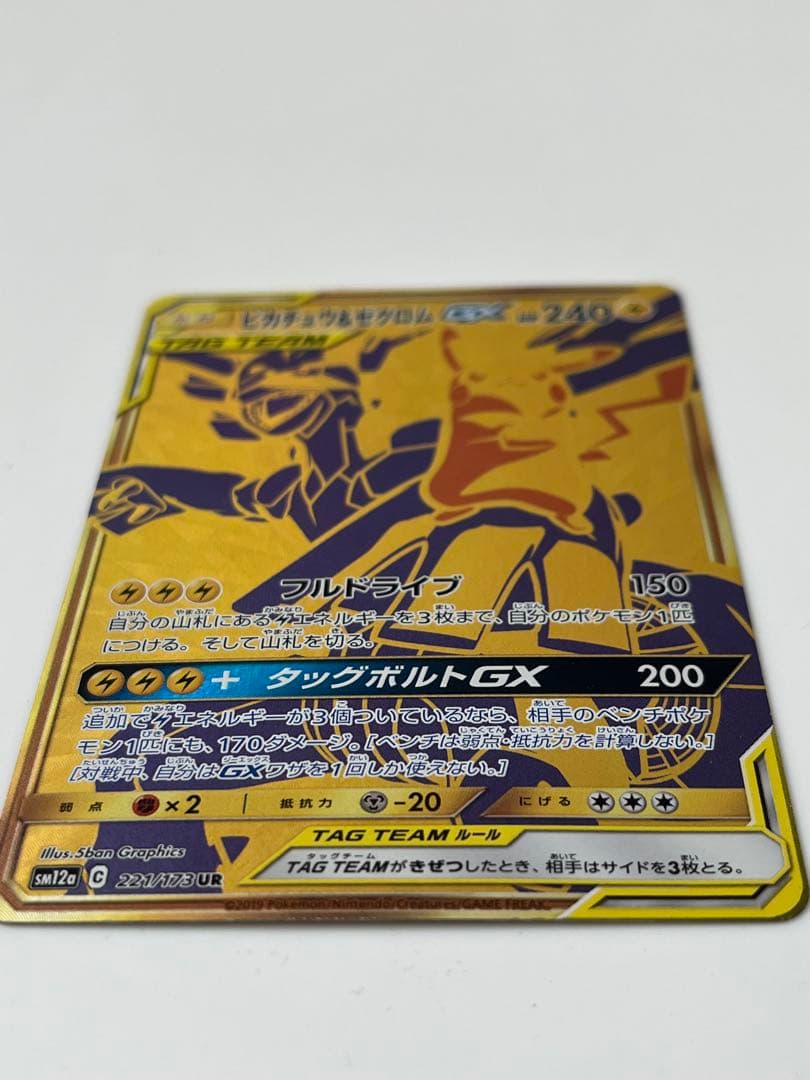 ピカチュウ&ゼクロム GX HP 240
TAG TEAM
フルドライブ 150
自分の山札にあるエネルギーを3枚まで、自分のポケモン1匹
につける。そして山札を切る。
+ タッグボルトGX 200
追加でエネルギーが3個ついているなら、相手のベンチポケ
モン1匹にも、170ダメージ。[ベンチは弱点・抵抗力を計算しない。]
[対戦中、自分はGXワザを1回しか使えない。]
弱点 ×2 抵抗力 -20 にげる
TAG TEAM ルール
TAG TEAMがきぜつしたとき、相手はサイドを3枚とる。
Illus. 5ban Graphics
SM12a C 221/173 UR
©2019 Pokémon/Nintendo/Creatures/GAME FREAK.